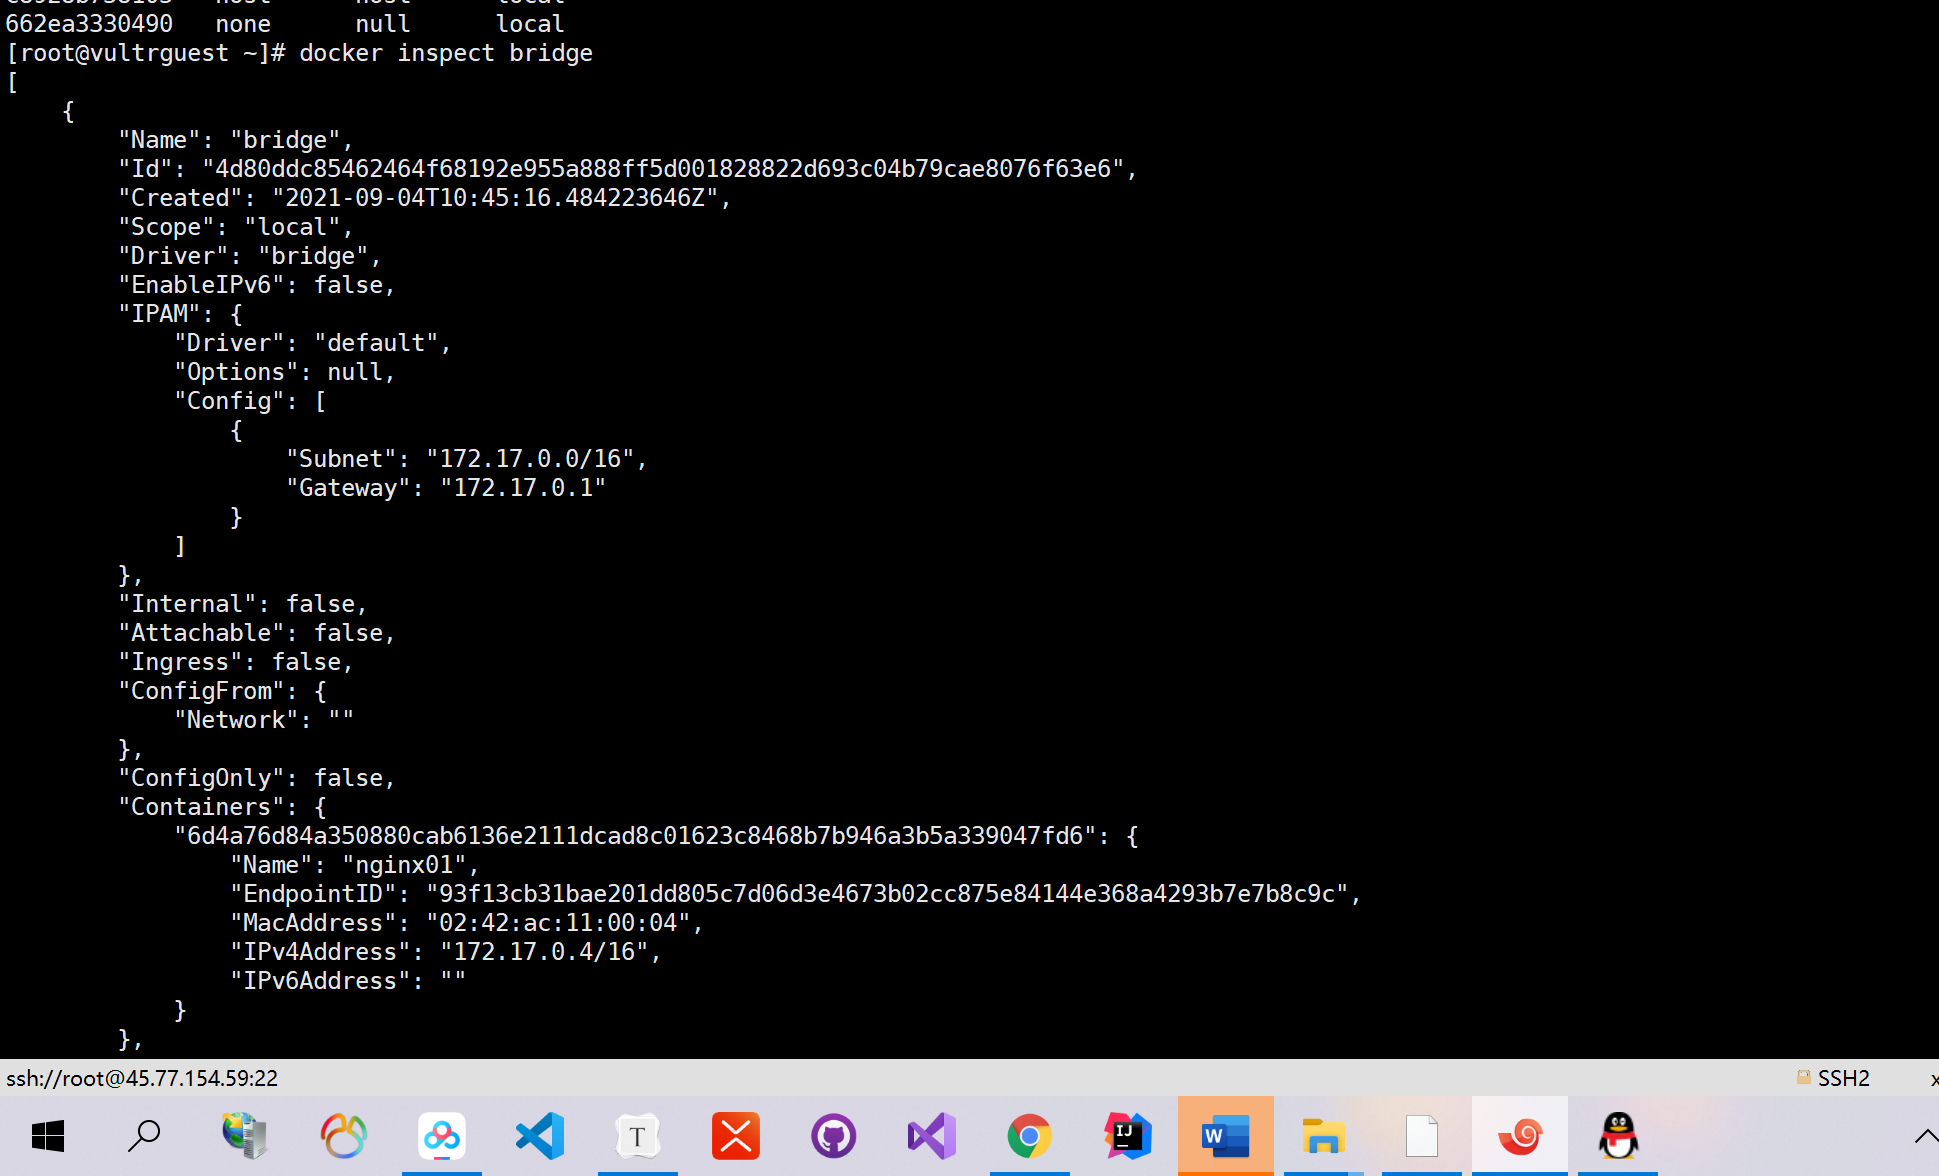 662ea3330490   none      null      local
[root@vultrguest ~]# docker inspect bridge
[
    {
        "Name": "bridge",
        "Id": "4d80ddc85462464f68192e955a888ff5d001828822d693c04b79cae8076f63e6",
        "Created": "2021-09-04T10:45:16.484223646Z",
        "Scope": "local",
        "Driver": "bridge",
        "EnableIPv6": false,
        "IPAM": {
            "Driver": "default",
            "Options": null,
            "Config": [
                {
                    "Subnet": "172.17.0.0/16",
                    "Gateway": "172.17.0.1"
                }
            ]
        },
        "Internal": false,
        "Attachable": false,
        "Ingress": false,
        "ConfigFrom": {
            "Network": ""
        },
        "ConfigOnly": false,
        "Containers": {
            "6d4a76d84a350880cab6136e2111dcad8c01623c8468b7b946a3b5a339047fd6": {
                "Name": "nginx01",
                "EndpointID": "93f13cb31bae201dd805c7d06d3e4673b02cc875e84144e368a4293b7e7b8c9c",
                "MacAddress": "02:42:ac:11:00:04",
                "IPv4Address": "172.17.0.4/16",
                "IPv6Address": ""
            }
        },
ssh://root@45.77.154.59:22
SSH2
T
IJ
W